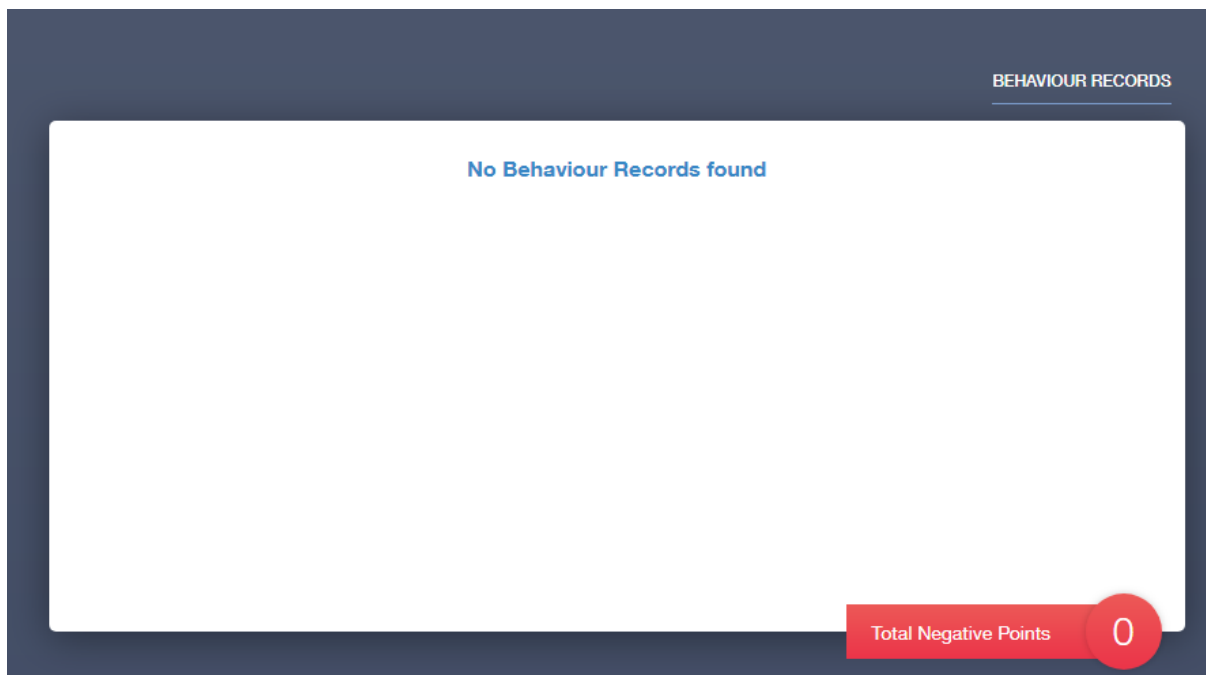 BEHAVIOUR RECORDS
No Behaviour Records found
Total Negative Points 0